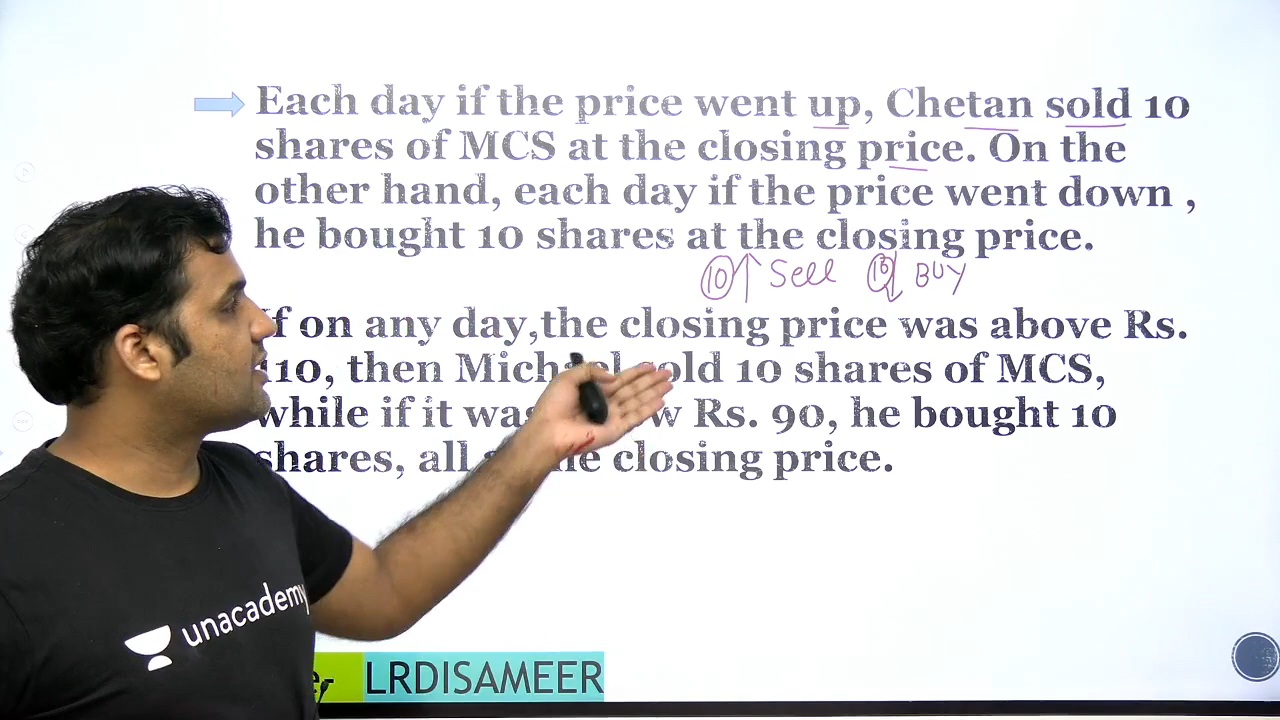 Each day if the price went up, Chetan sold 10
shares of MCS at the closing price. On the
other hand, each day if the price went down ,
he bought 10 shares at the closing price.
10 ↑ Sell 10 ↓ BUY
If on any day,the closing price was above Rs.
110, then Michael sold 10 shares of MCS,
while if it was Rs. 90, he bought 10
shares, all the closing price.
unacademy
LRDISAMEER